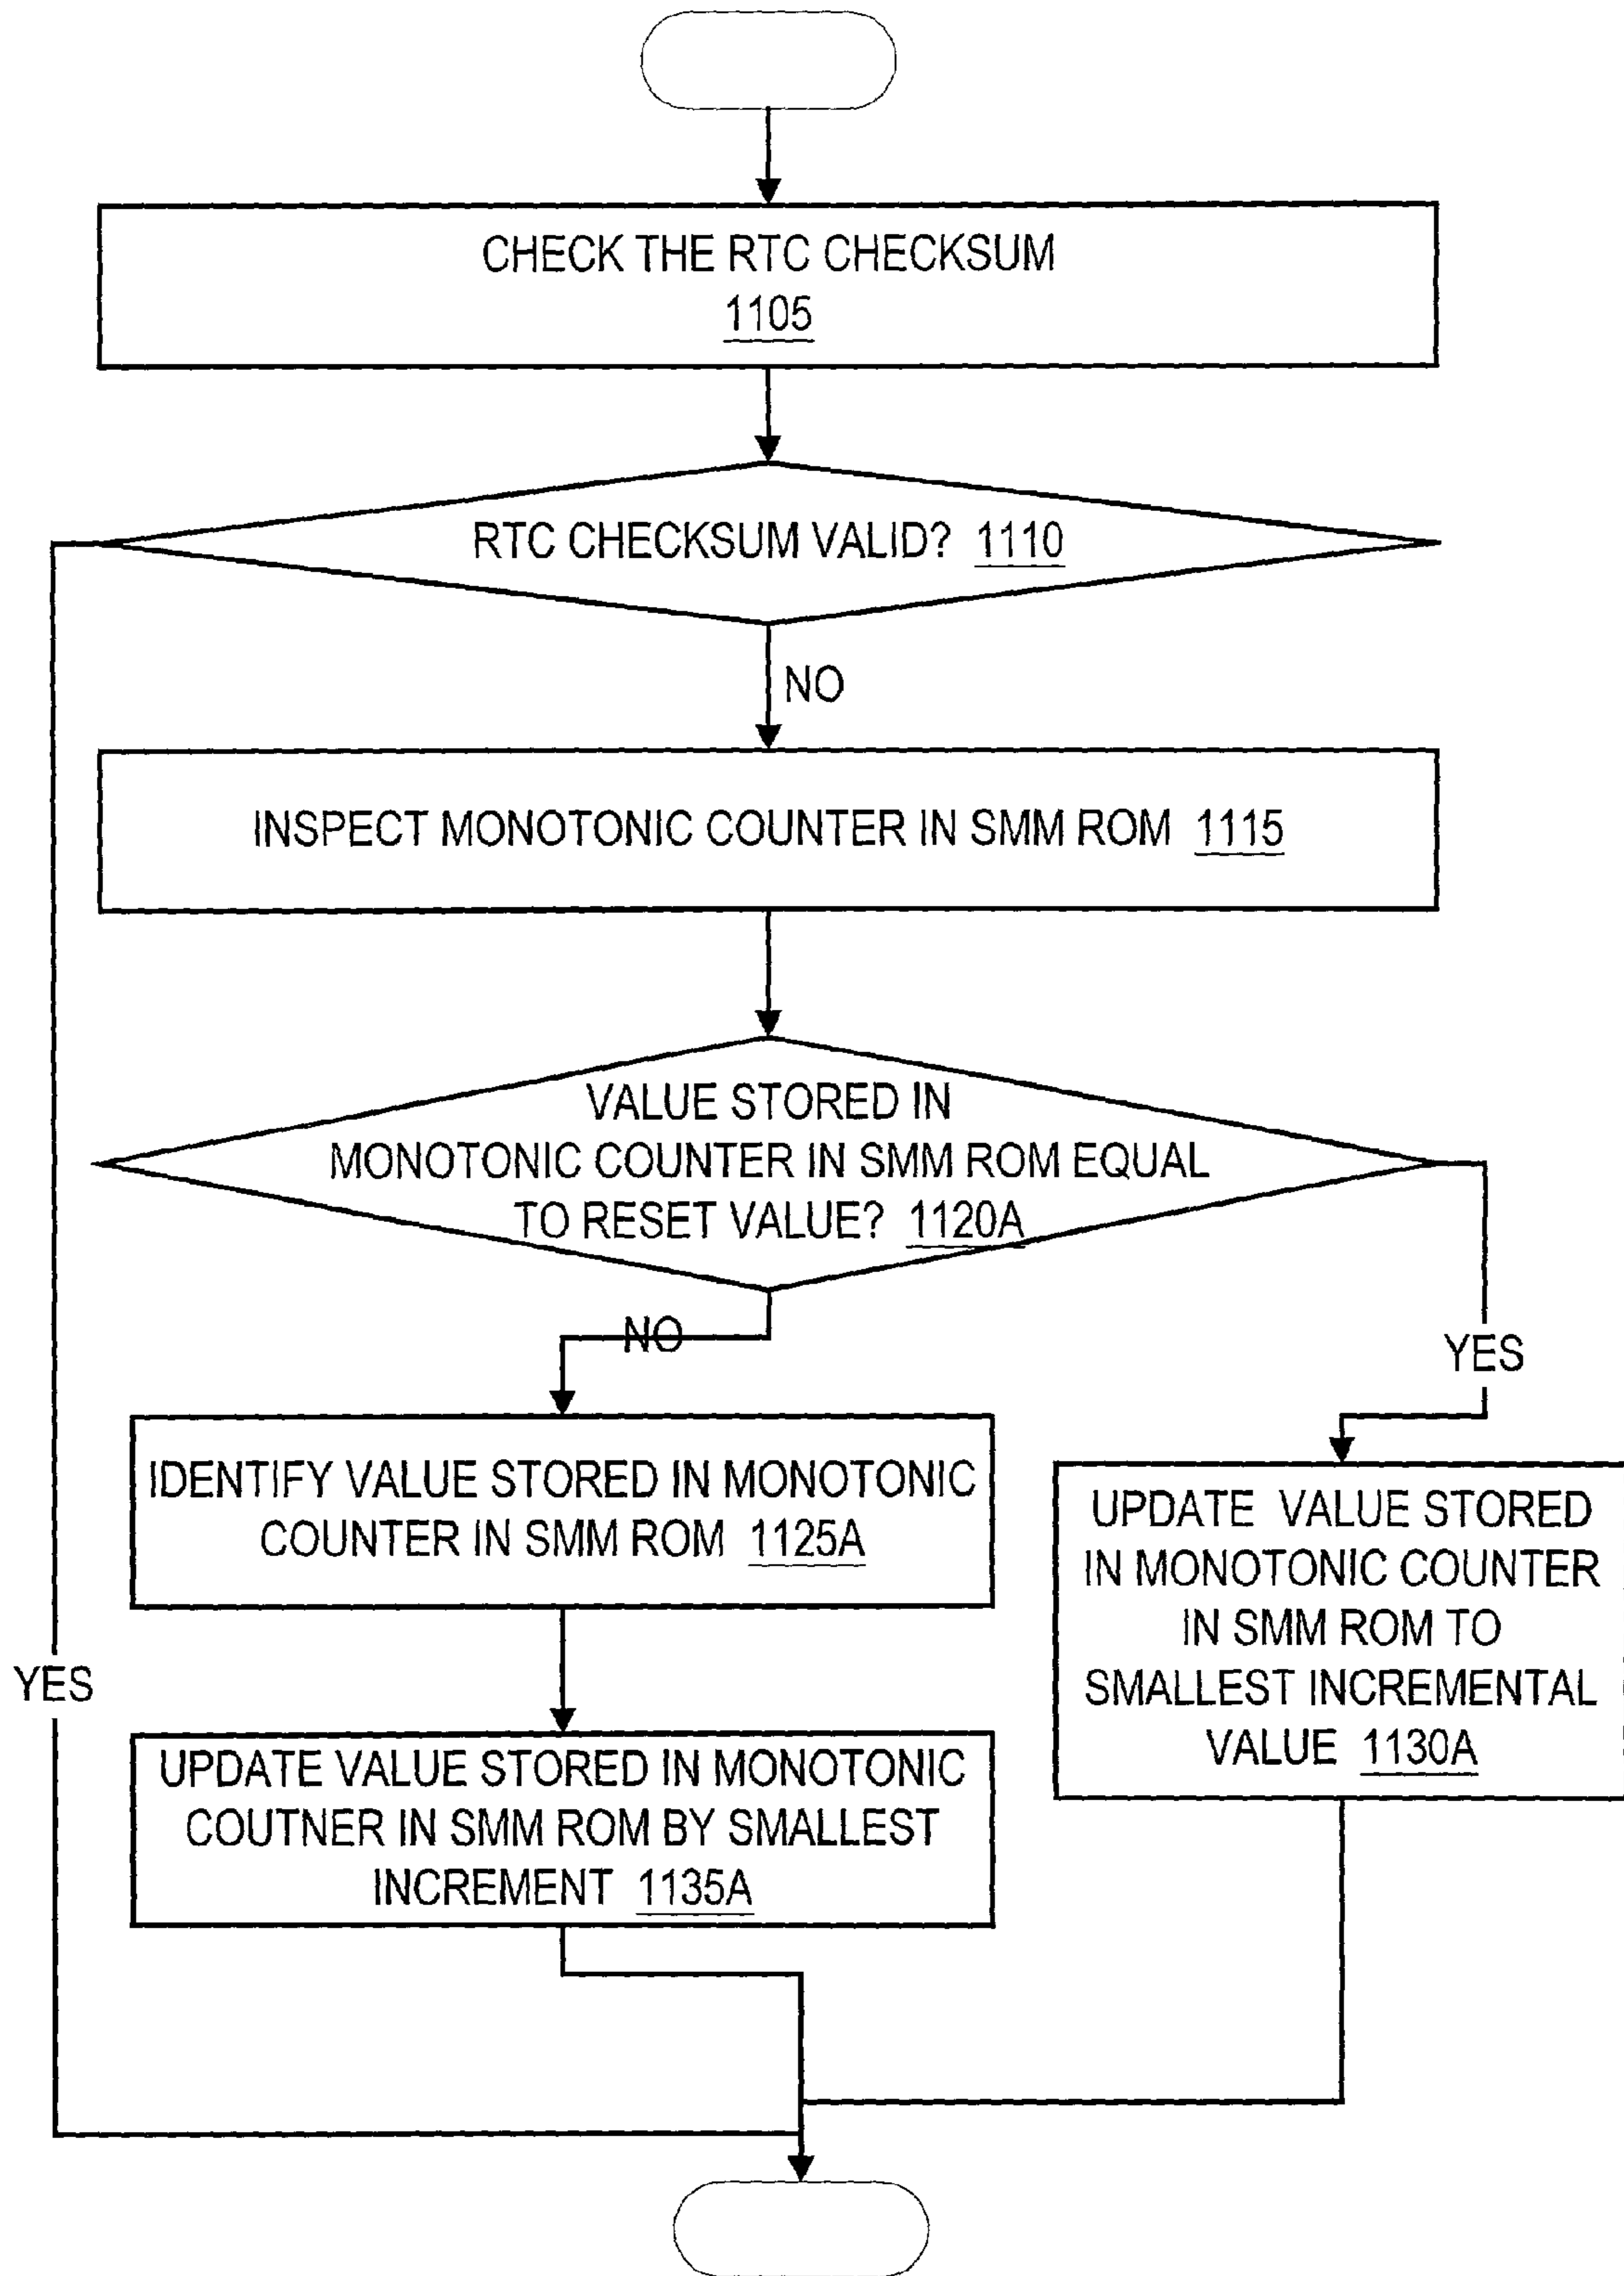 CHECK THE RTC CHECKSUM
1105
RTC CHECKSUM VALID? 1110
NO
INSPECT MONOTONIC COUNTER IN SMM ROM 1115
VALUE STORED IN
MONOTONIC COUNTER IN SMM ROM EQUAL
TO RESET VALUE? 1120A
NO
YES
IDENTIFY VALUE STORED IN MONOTONIC
COUNTER IN SMM ROM 1125A
UPDATE VALUE STORED
IN MONOTONIC COUNTER
IN SMM ROM TO
SMALLEST INCREMENTAL
VALUE 1130A
YES
UPDATE VALUE STORED IN MONOTONIC
COUTNER IN SMM ROM BY SMALLEST
INCREMENT 1135A